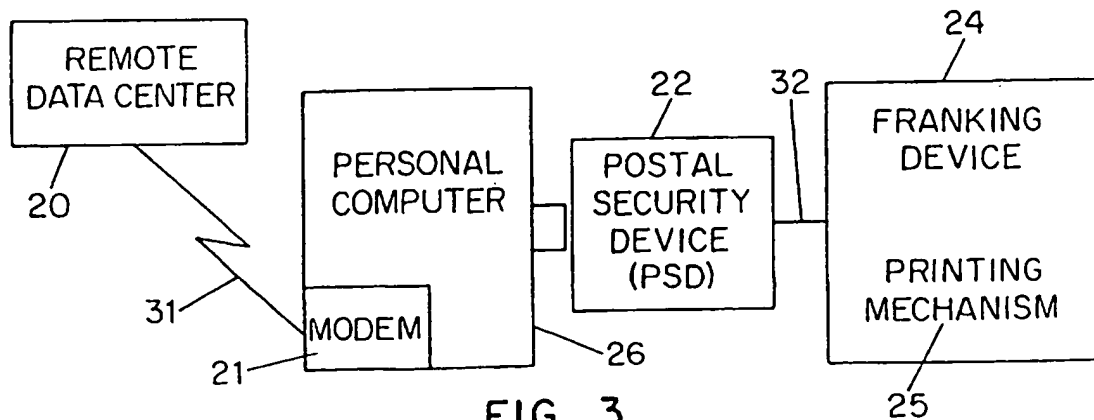 REMOTE
DATA CENTER
20
31
PERSONAL
COMPUTER
MODEM
21
26
22
POSTAL
SECURITY
DEVICE
(PSD)
32
24
FRANKING
DEVICE
PRINTING
MECHANISM
25
FIG. 3